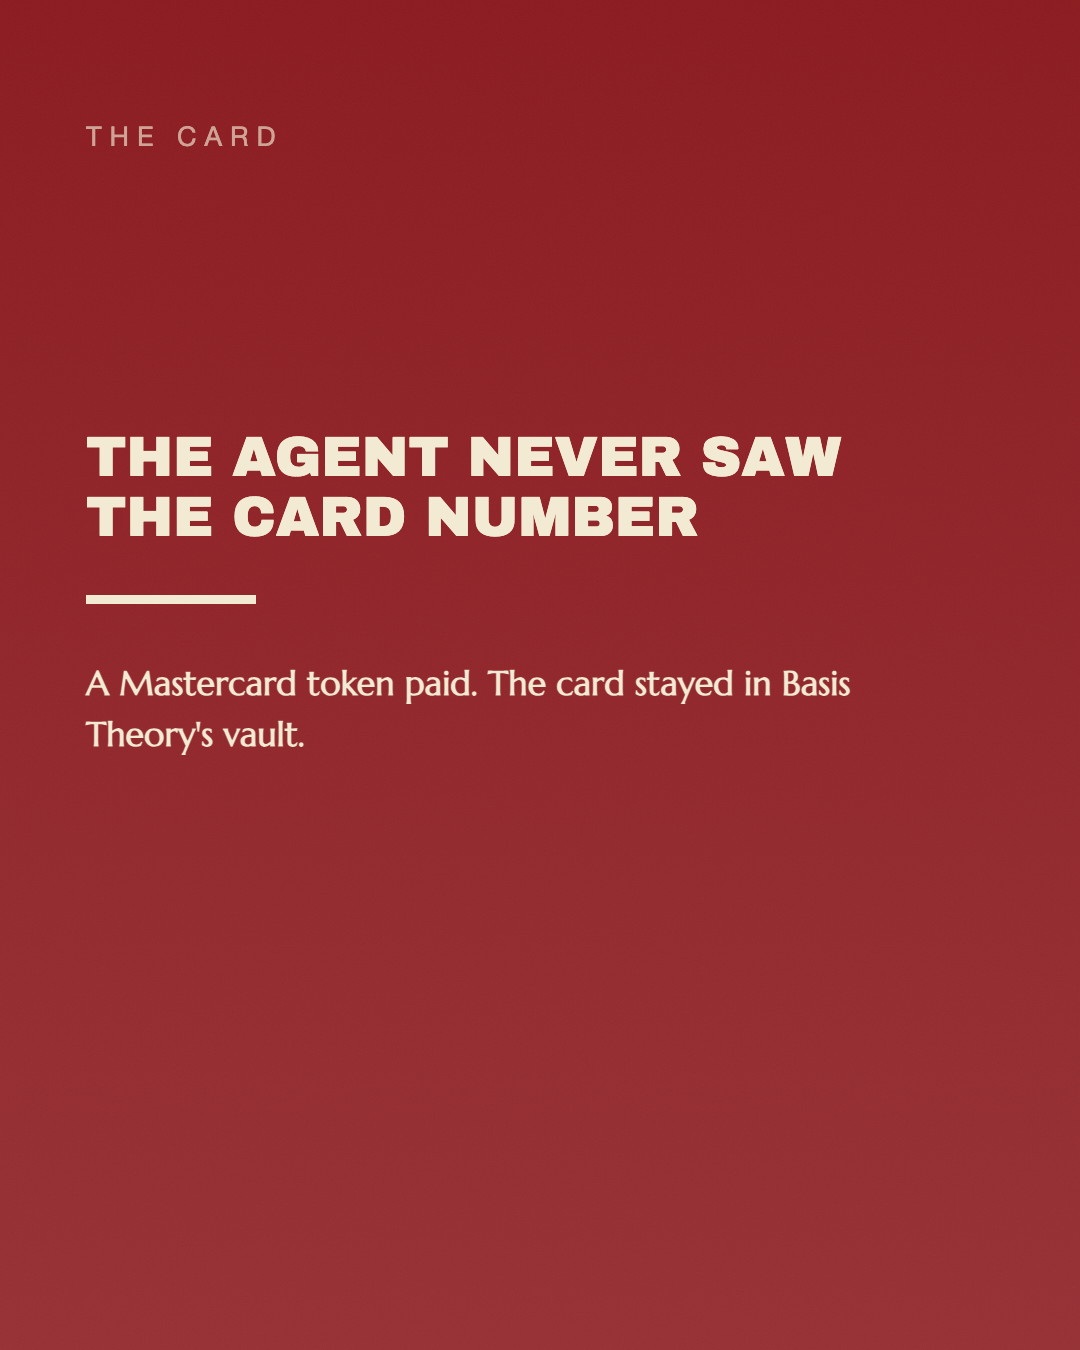 THE CARD
THE AGENT NEVER SAW
THE CARD NUMBER
A Mastercard token paid. The card stayed in Basis
Theory's vault.